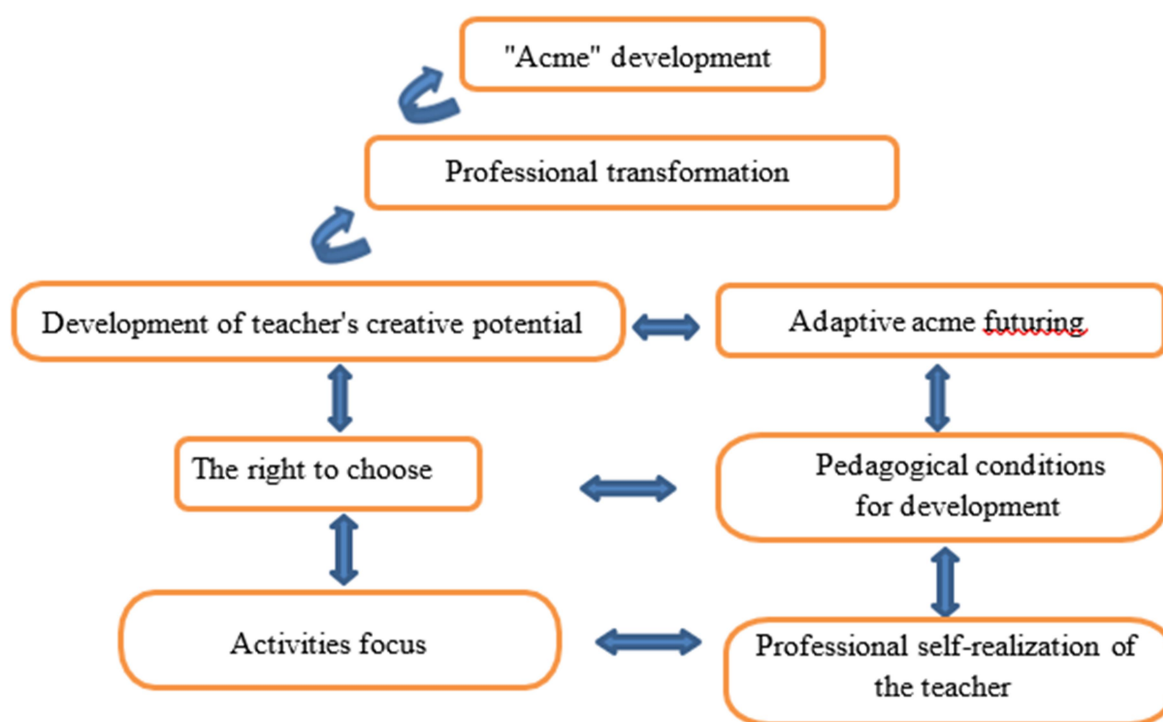 "Acme" development
Professional transformation
Development of teacher's creative potential
Adaptive acme futuring
The right to choose
Pedagogical conditions
for development
Activities focus
Professional self-realization of
the teacher